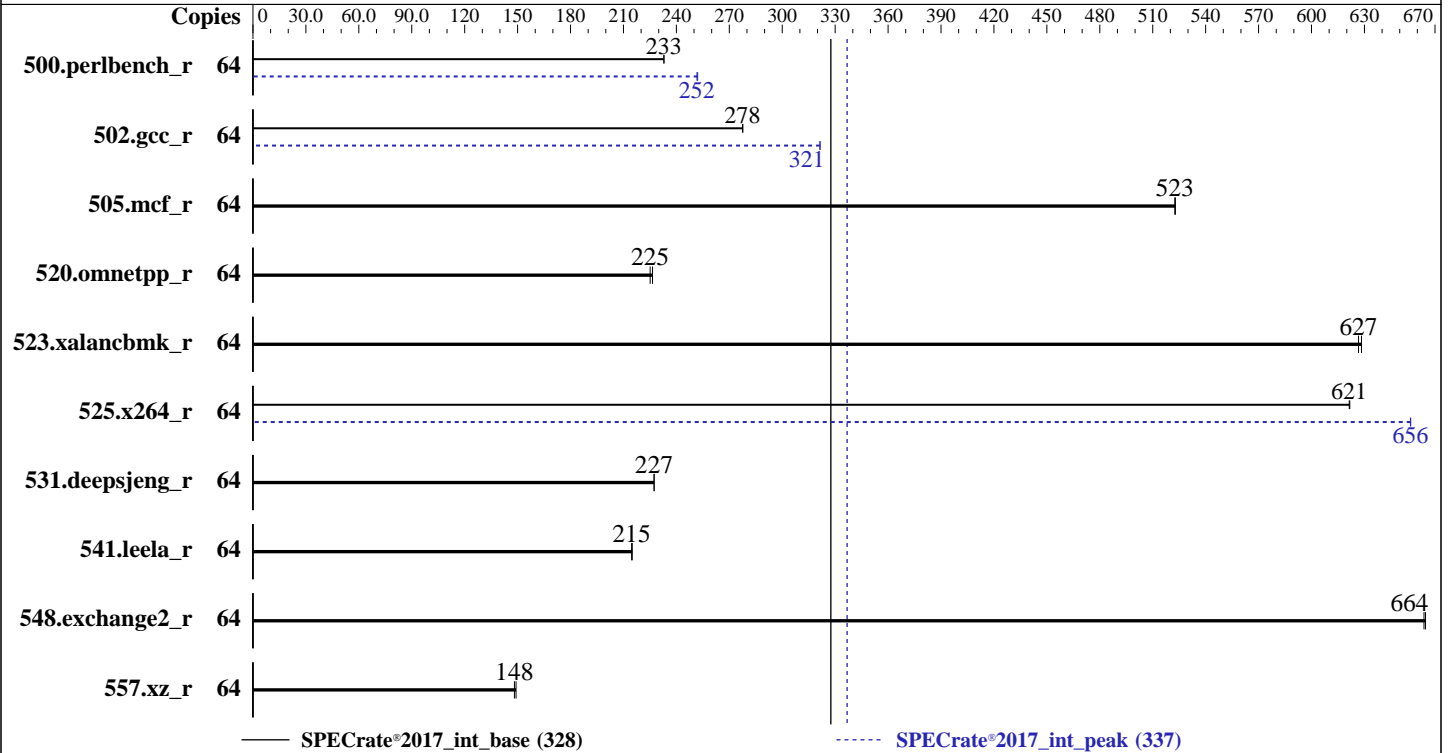 Copies 0 30.0 60.0 90.0 120 150 180 210 240 270 300 330 360 390 420 450 480 510 540 570 600 630 670
233
500.perlbench_r 64
252
278
502.gcc_r 64
321
523
505.mcf_r 64
225
520.omnetpp_r 64
627
523.xalancbmk_r 64
621
525.x264_r 64
656
227
531.deepsjeng_r 64
215
541.leela_r 64
664
548.exchange2_r 64
148
557.xz_r 64
SPECrate®2017_int_base (328) SPECrate®2017_int_peak (337)